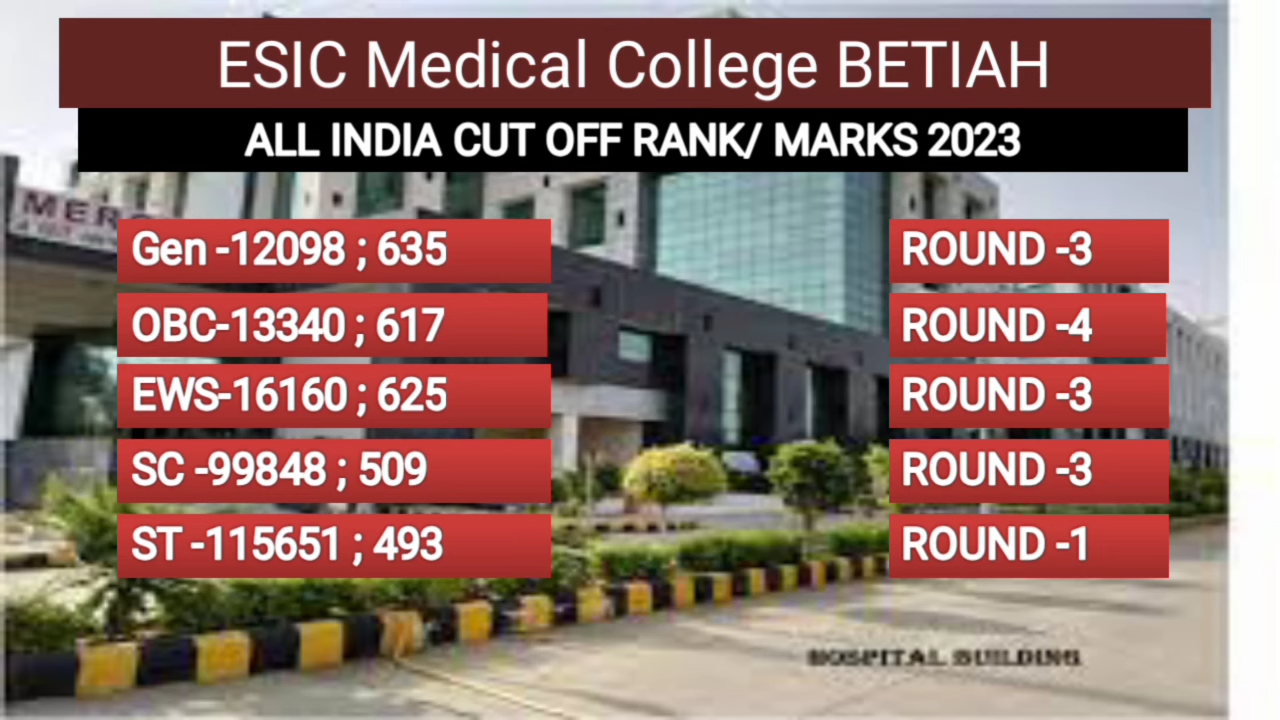 ESIC Medical College BETIAH
ALL INDIA CUT OFF RANK/ MARKS 2023
MER
Gen -12098 ; 635 ROUND -3
OBC-13340 ; 617 ROUND -4
EWS-16160 ; 625 ROUND -3
SC -99848 ; 509 ROUND -3
ST -115651 ; 493 ROUND -1
HOSPITAL BUILDING